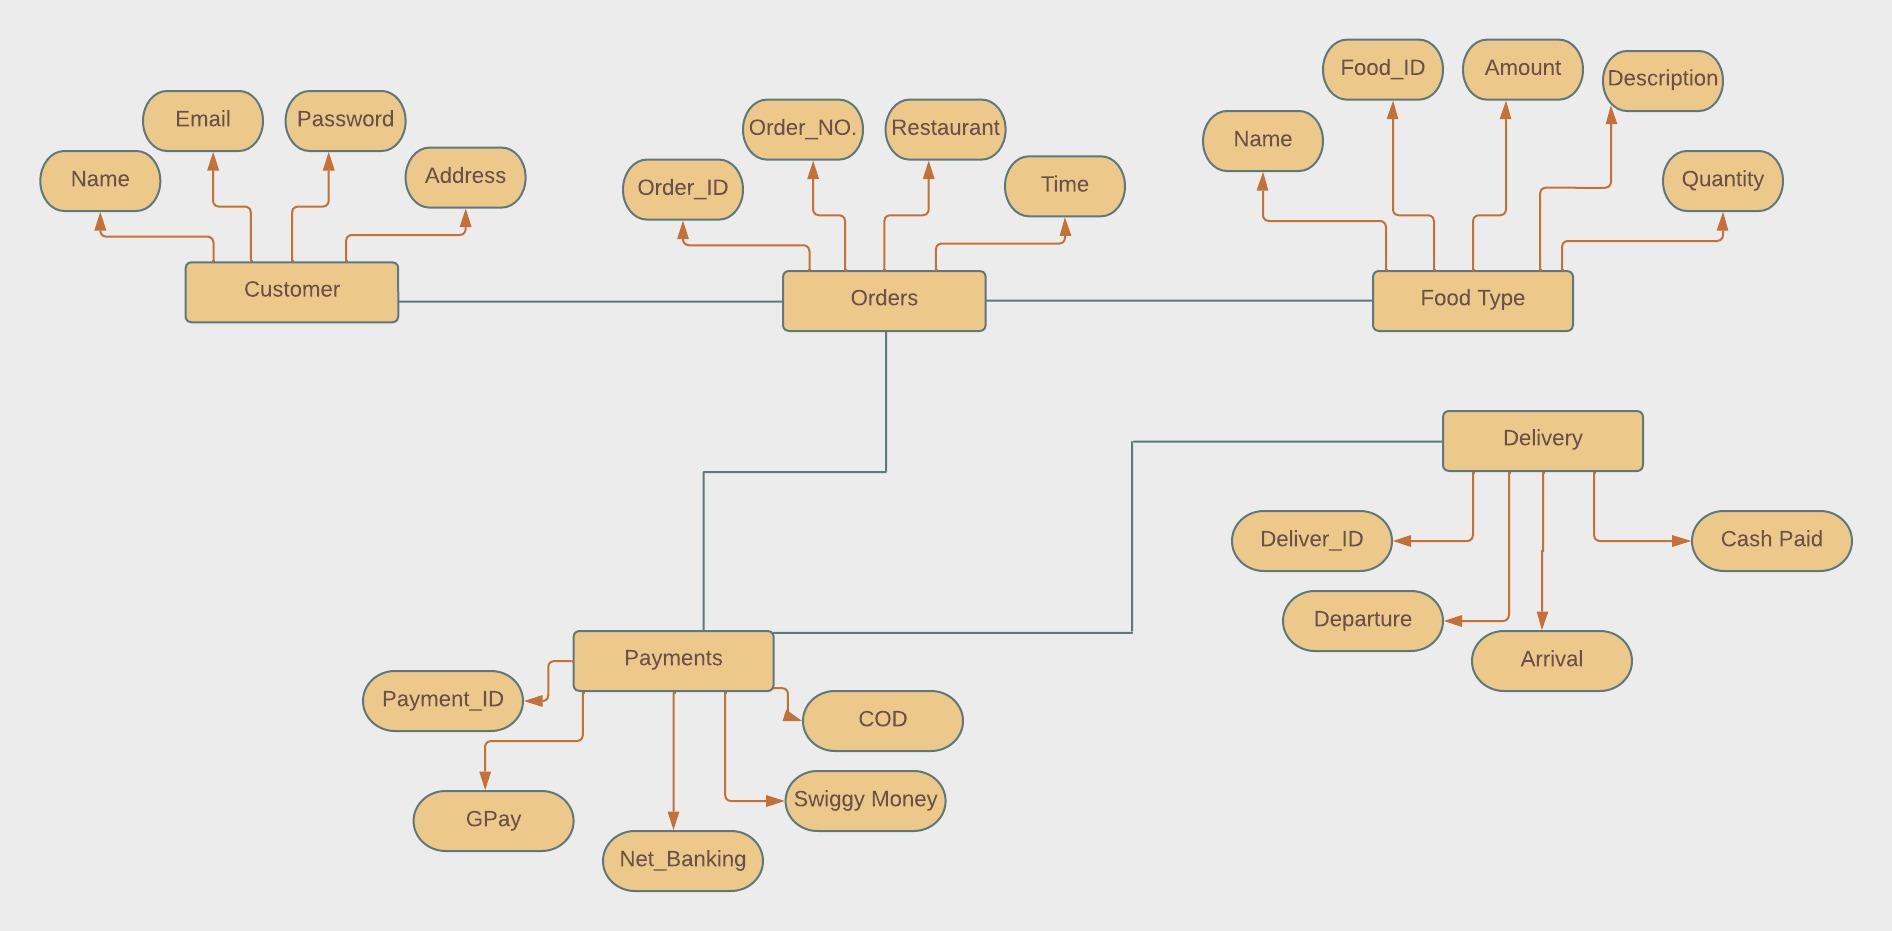 Food_ID
Amount
Description
Email
Password
Order_NO.
Restaurant
Name
Name
Address
Order_ID
Time
Quantity
Customer
Orders
Food Type
Delivery
Deliver_ID
Cash Paid
Departure
Payments
Arrival
Payment_ID
COD
Swiggy Money
GPay
Net_Banking